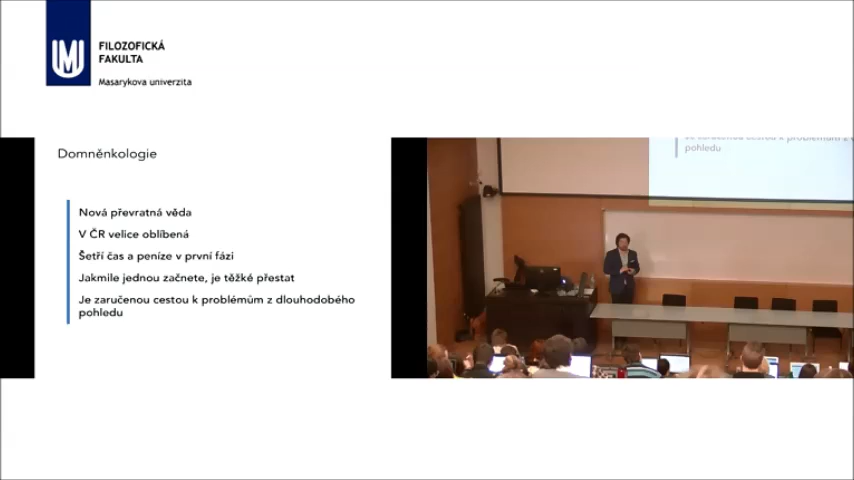 FILOZOFICKÁ
FAKULTA
Masarykova univerzita
Domněnkologie
Nová převratná věda
V ČR velice oblíbená
Šetří čas a peníze v první fázi
Jakmile jednou začnete, je těžké přestat
Je zaručenou cestou k problémům z dlouhodobého
pohledu
pohledu